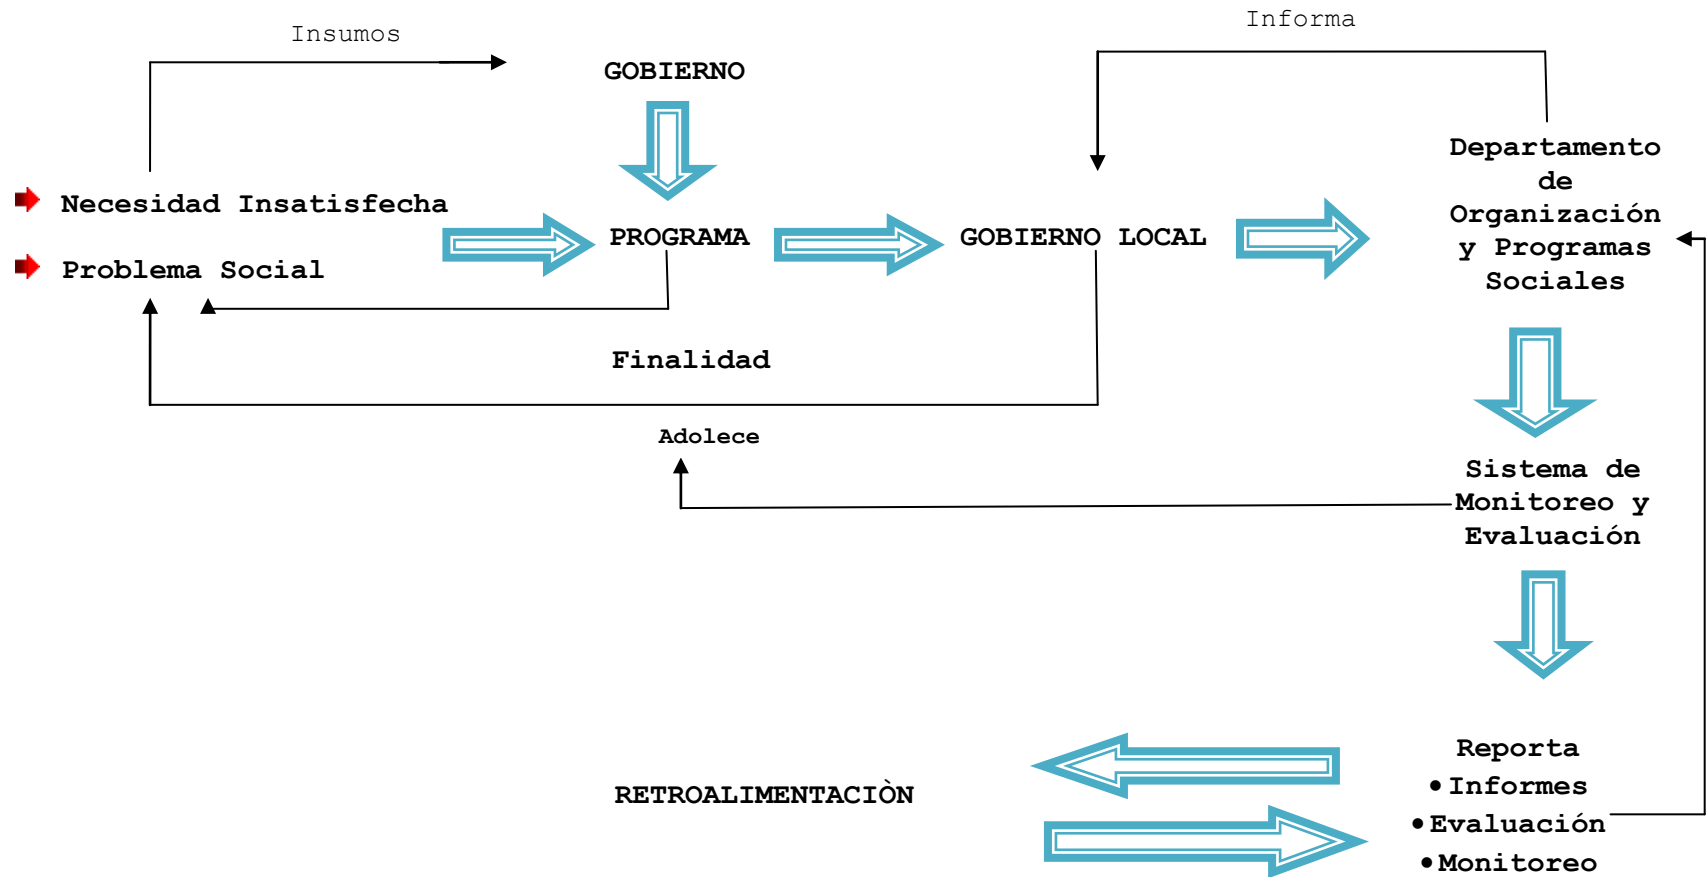 Insumos
Informa
GOBIERNO
Departamento
de
Organización
y Programas
Sociales
Necesidad Insatisfecha
Problema Social
PROGRAMA
GOBIERNO LOCAL
Finalidad
Adolece
Sistema de
Monitoreo y
Evaluación
Reporta
•Informes
•Evaluación
•Monitoreo
RETROALIMENTACIÒN